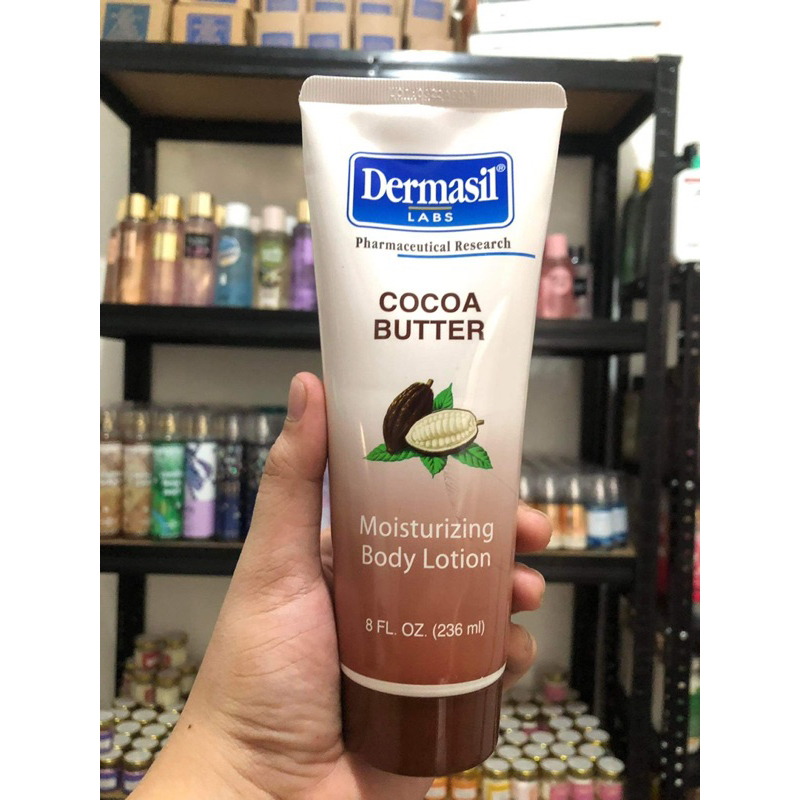 Dermasil®
LABS
Pharmaceutical Research
COCOA
BUTTER
Moisturizing
Body Lotion
8 FL. OZ. (236 ml)